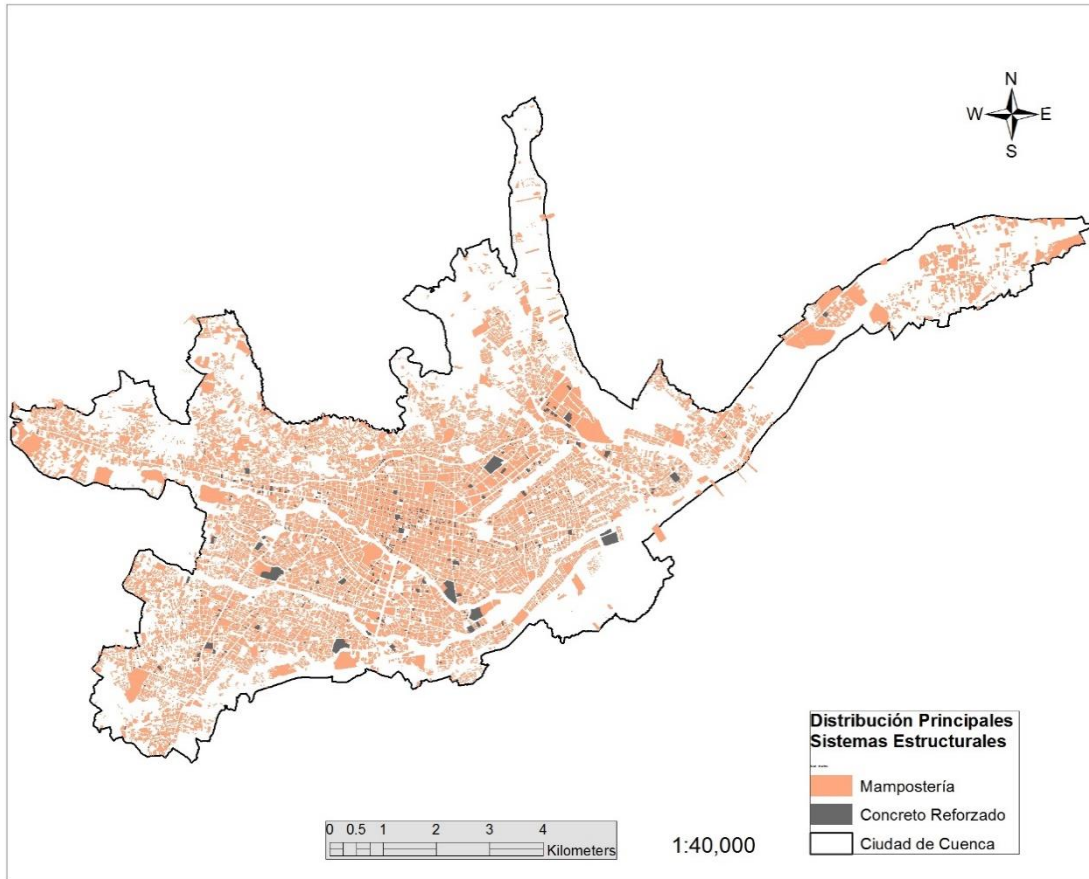 N
W E
S
Distribución Principales
Sistemas Estructurales
Mampostería
Concreto Reforzado
Ciudad de Cuenca
0 0.5 1 2 3 4
Kilometers
1:40,000